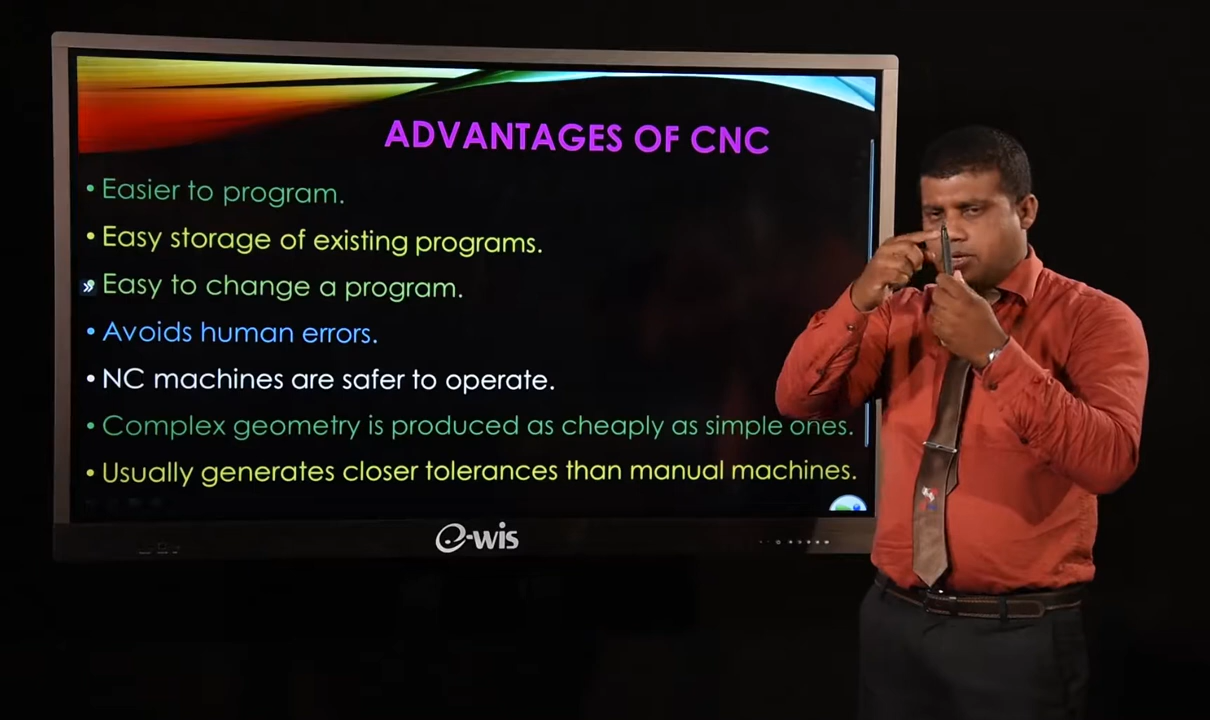 ADVANTAGES OF CNC
• Easier to program.
• Easy storage of existing programs.
Easy to change a program.
• Avoids human errors.
• NC machines are safer to operate.
• Complex geometry is produced as cheaply as simple ones.
• Usually generates closer tolerances than manual machines.
e-wis